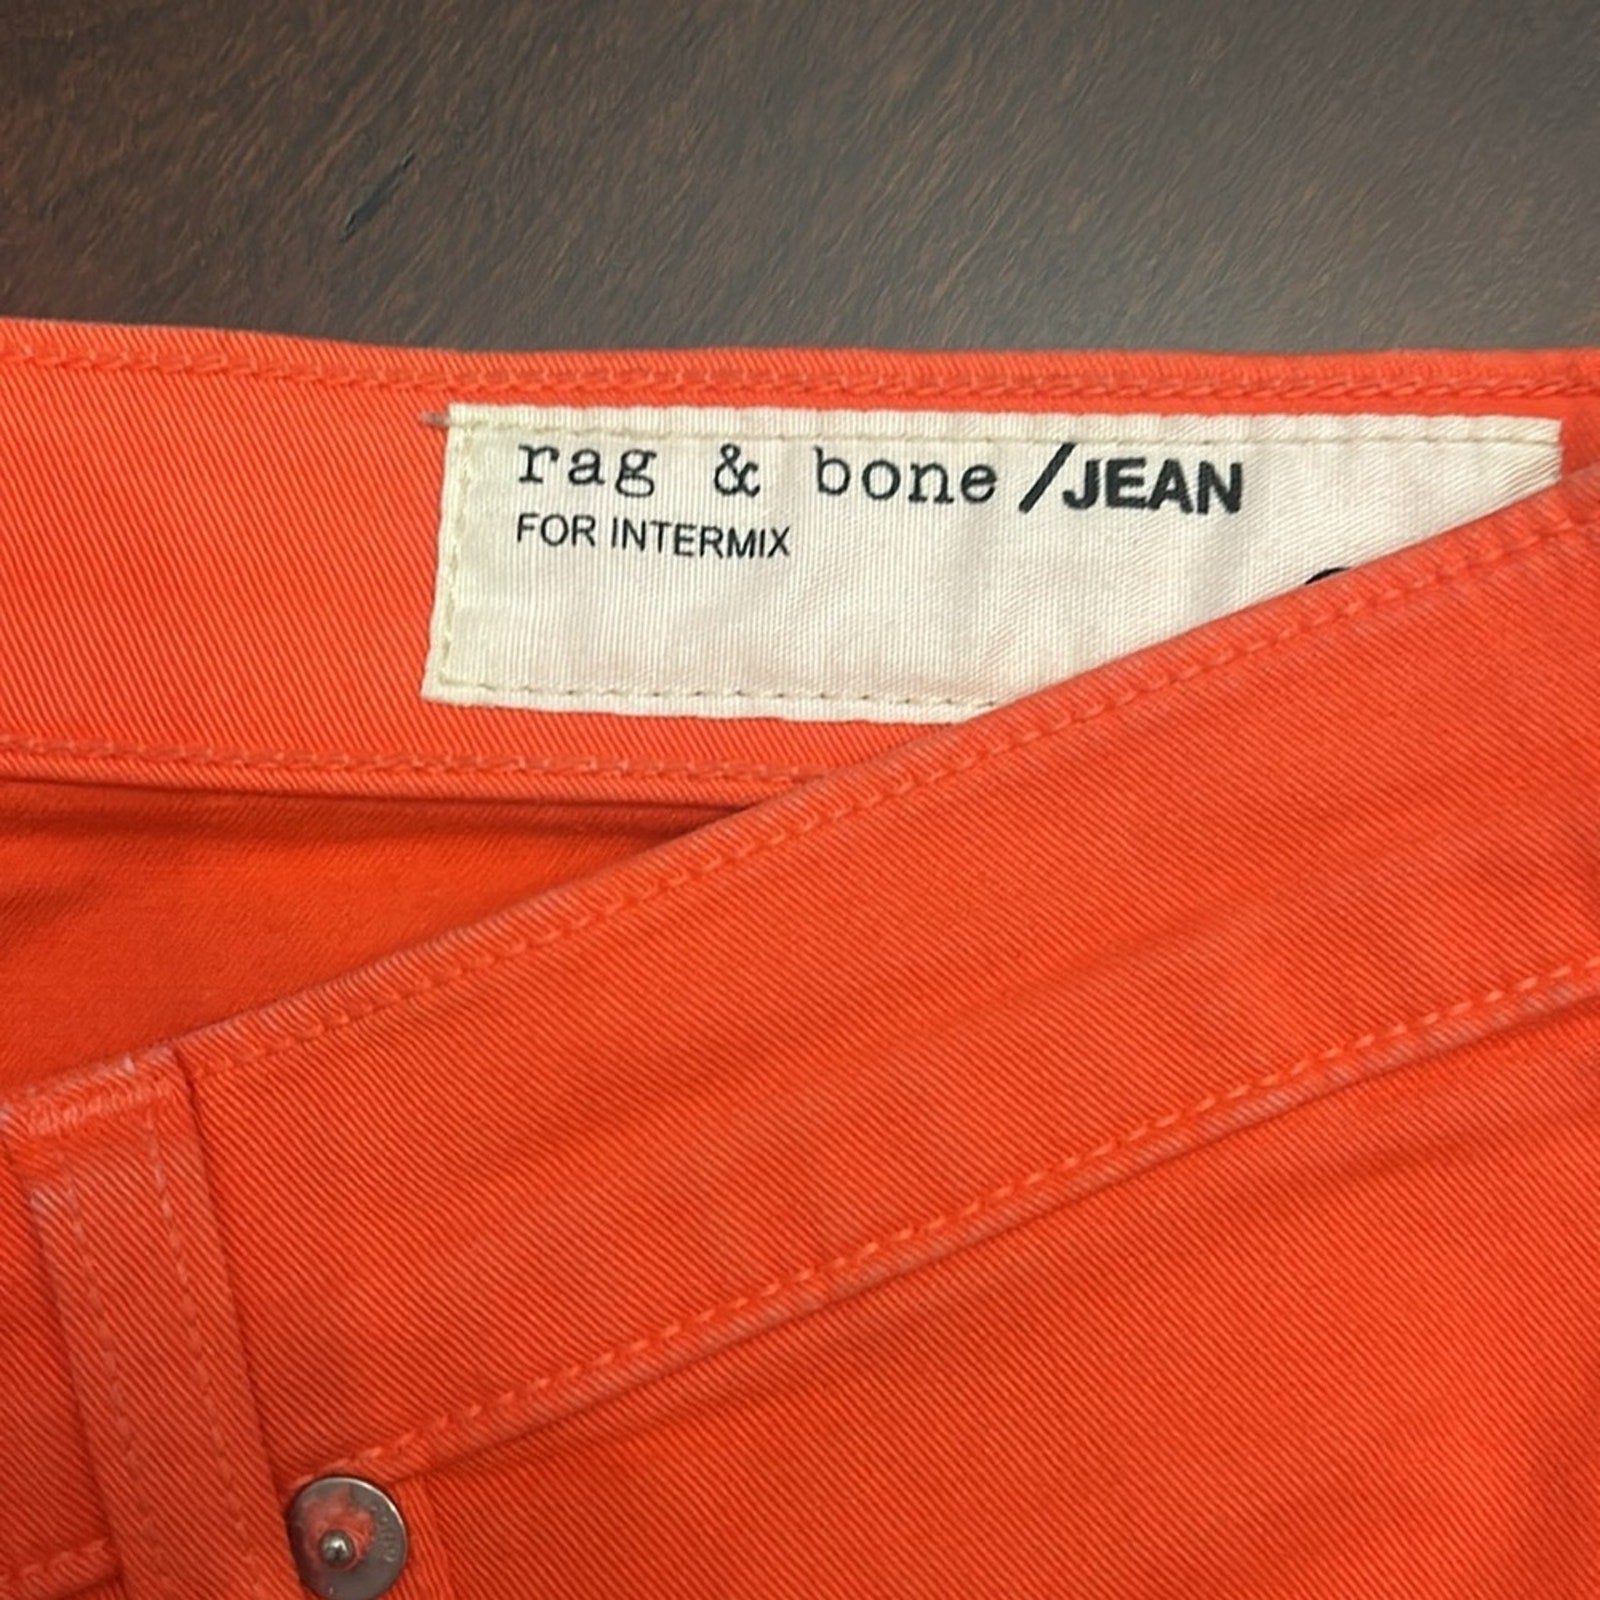 rag & bone /JEAN
FOR INTERMIX